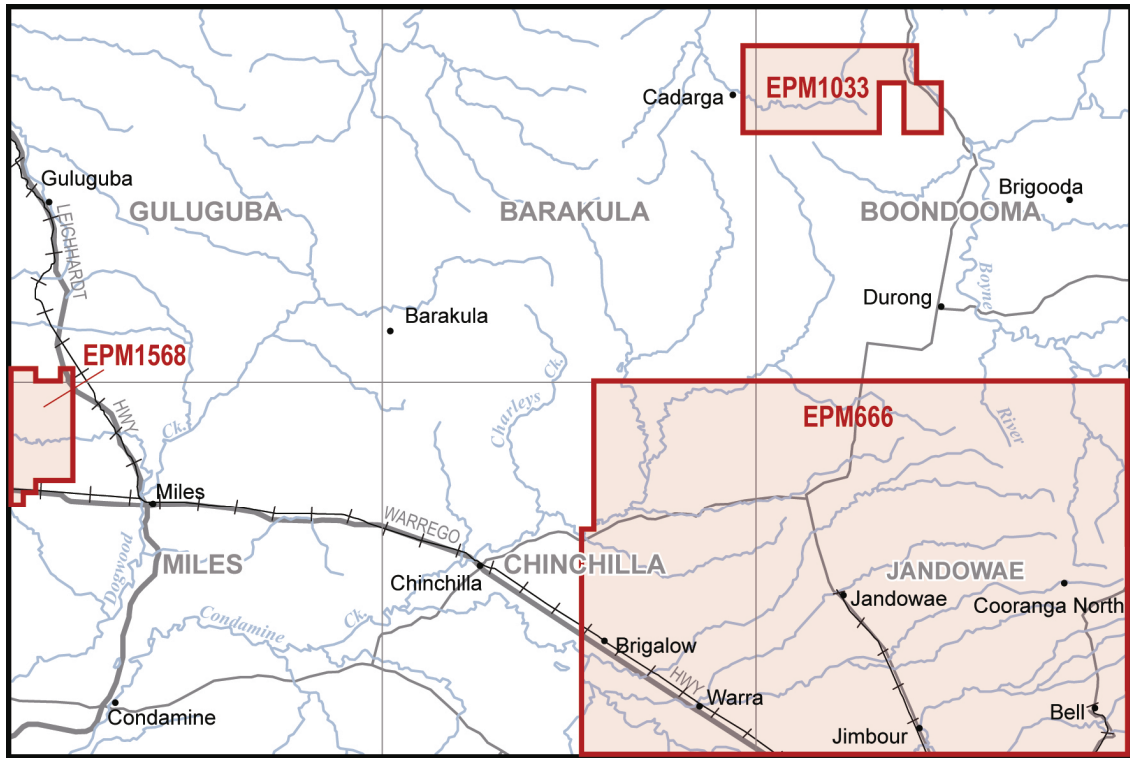 EPM1033
Cadarga
Guluguba
Brigooda
GULUGUBA
BARAKULA
BOONDOOMA
LEICHHARDT
Boyne
Durong
Barakula
EPM1568
Ck.
EPM666
HWY
Charleys
River
Ck.
Miles
WARREGO
MILES
CHINCHILLA
JANDOWAE
Dogwood
Chinchilla
Cooranga North
Jandowae
Ck.
Condamine
Brigalow
HWY
Warra
Condamine
Bell
Jimbour